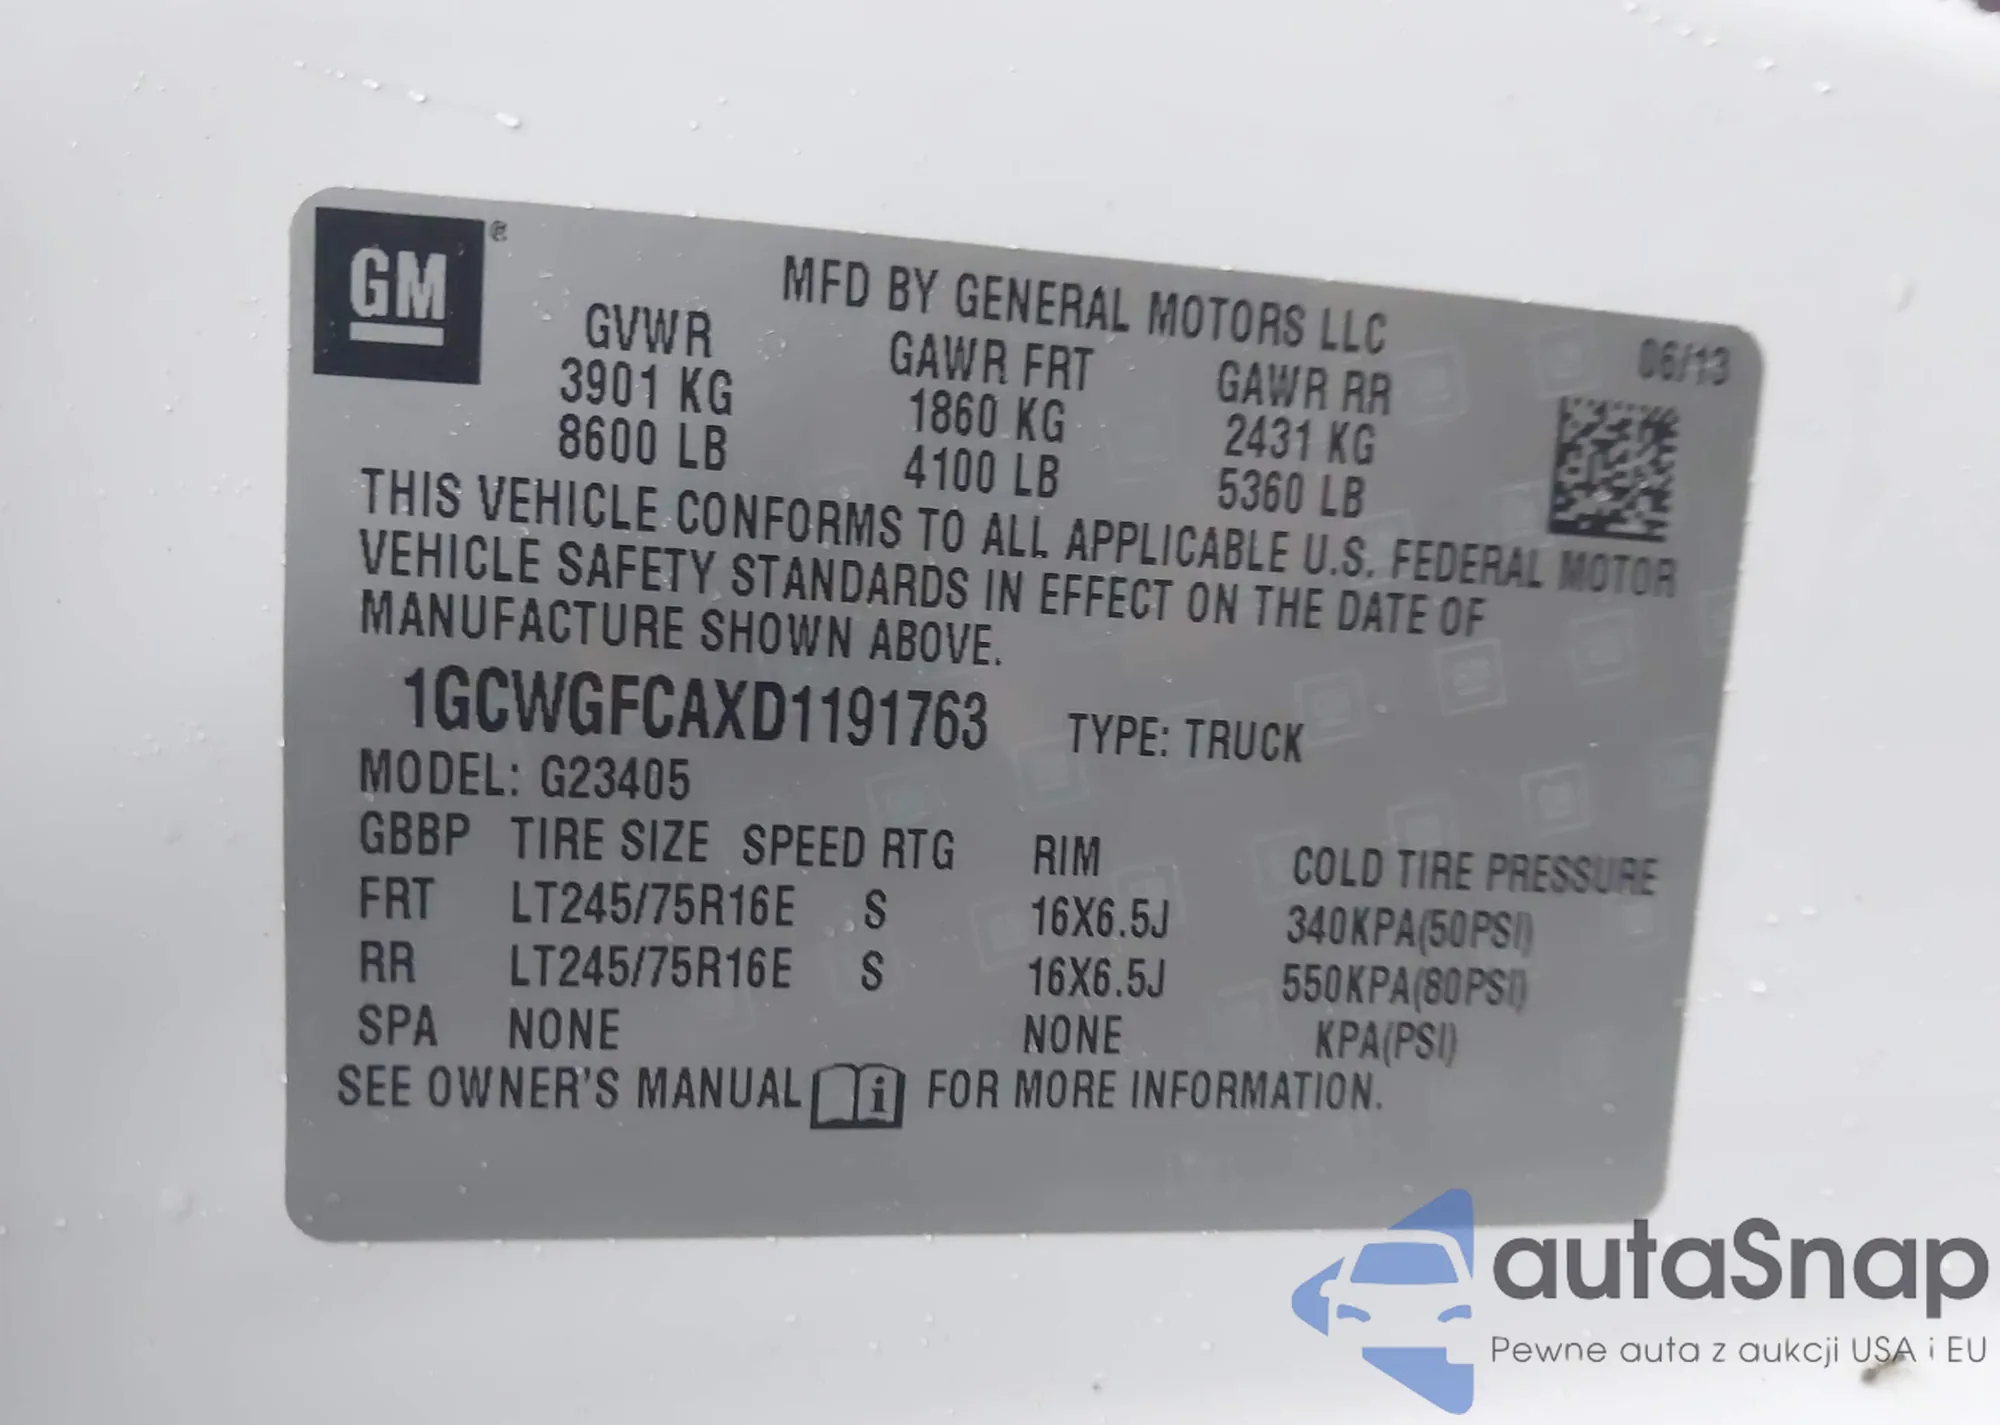 GM ®
MFD BY GENERAL MOTORS LLC
06/13
GVWR GAWR FRT GAWR RR
3901 KG 1860 KG 2431 KG
8600 LB 4100 LB 5360 LB
THIS VEHICLE CONFORMS TO ALL APPLICABLE U.S. FEDERAL MOTOR
VEHICLE SAFETY STANDARDS IN EFFECT ON THE DATE OF
MANUFACTURE SHOWN ABOVE.
1GCWGFCAXD1191763 TYPE: TRUCK
MODEL: G23405
GBBP TIRE SIZE SPEED RTG RIM COLD TIRE PRESSURE
FRT LT245/75R16E S 16X6.5J 340KPA(50PSI)
RR LT245/75R16E S 16X6.5J 550KPA(80PSI)
SPA NONE NONE KPA(PSI)
SEE OWNER'S MANUAL i FOR MORE INFORMATION.
autaSnap
Pewne auta z aukcji USA i EU